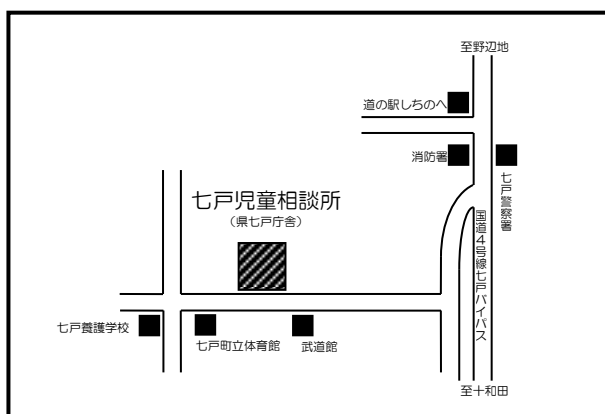 至野辺地
道の駅しちのへ
消防署
七戸警察署
七戸児童相談所
（県七戸庁舎）
国道４号線七戸バイパス
七戸養護学校
七戸町立体育館
武道館
至十和田